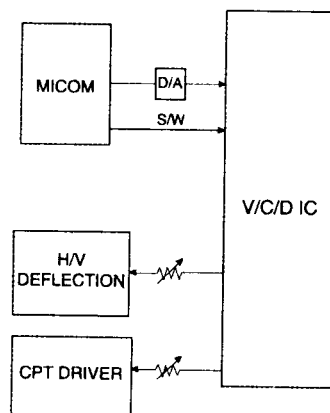 MICOM
D/A
S/W
V/C/D IC
H/V
DEFLECTION
CPT DRIVER